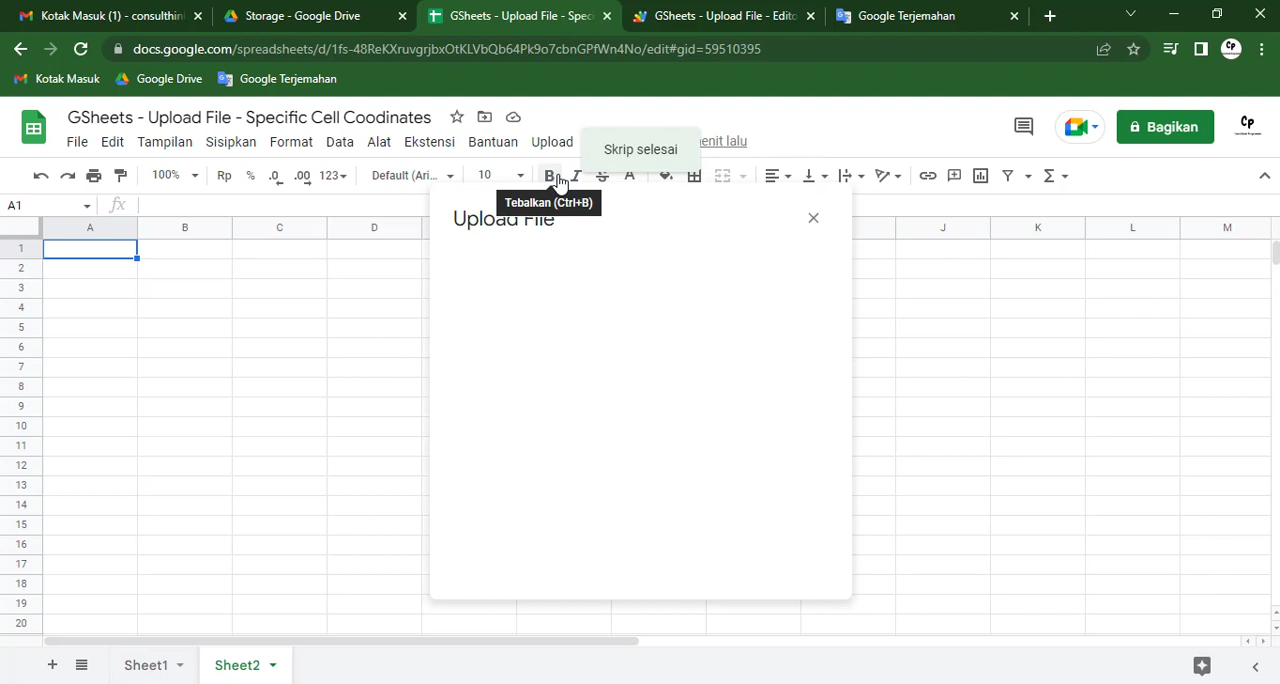 Kotak Masuk (1) - consulthin
Storage - Google Drive
GSheets - Upload File - Spec
GSheets - Upload File - Edito
Google Terjemahan
docs.google.com/spreadsheets/d/1fs-48ReKXruvgrjbxOtKLVbQb64Pk9o7cbnGPfWn4No/edit#gid=59510395
Cp
Kotak Masuk
Google Drive
Google Terjemahan
GSheets - Upload File - Specific Cell Coodinates
File Edit Tampilan Sisipkan Format Data Alat Ekstensi Bantuan Upload
Skrip selesai
enit lalu
Bagikan
Cp
100% Rp % .0 .00 123 Default (Ari... 10 B I S A
Tebalkan (Ctrl+B)
A1 fx
Upload File
A B C D J K L M
1
2
3
4
5
6
7
8
9
10
11
12
13
14
15
16
17
18
19
20
Sheet1
Sheet2